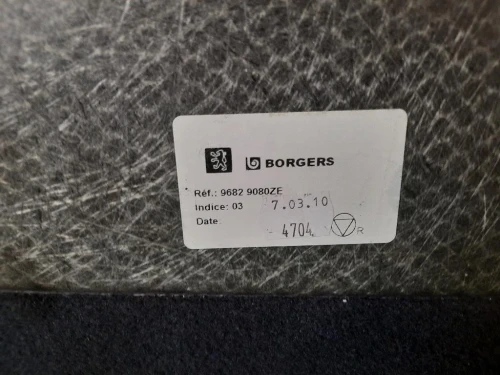 BORGERS
Réf.: 9682 9080ZE
Indice: 03 7.03.10
Date:
4704 R